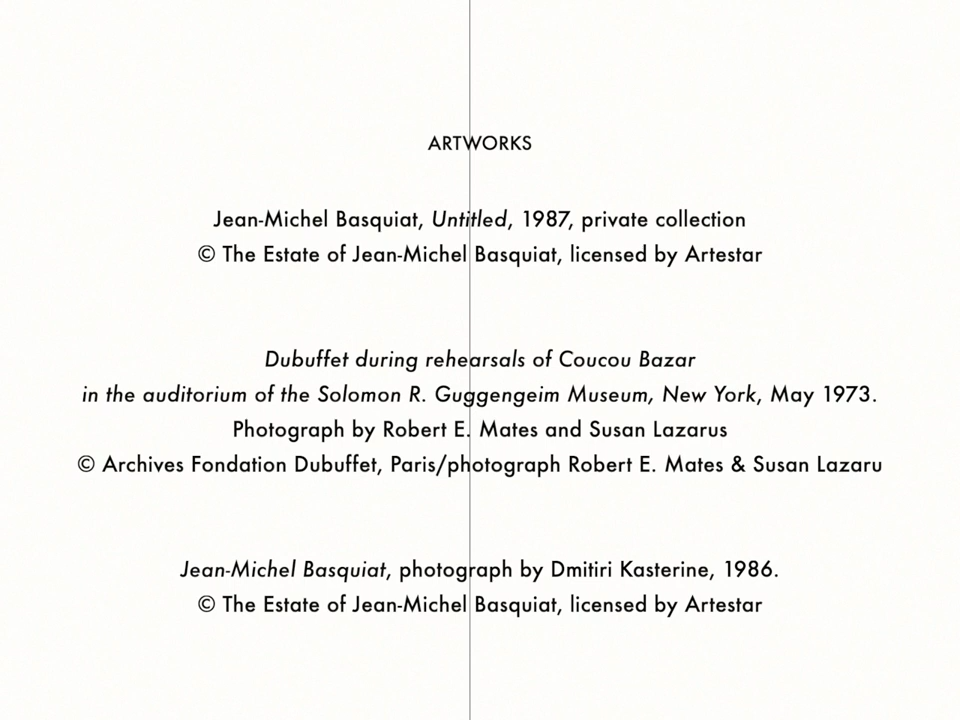 ARTWORKS
Jean-Michel Basquiat, Untitled, 1987, private collection
© The Estate of Jean-Michel Basquiat, licensed by Artestar
Dubuffet during rehearsals of Coucou Bazar
in the auditorium of the Solomon R. Guggengeim Museum, New York, May 1973.
Photograph by Robert E. Mates and Susan Lazarus
© Archives Fondation Dubuffet, Paris/photograph Robert E. Mates & Susan Lazaru
Jean-Michel Basquiat, photograph by Dmitiri Kasterine, 1986.
© The Estate of Jean-Michel Basquiat, licensed by Artestar